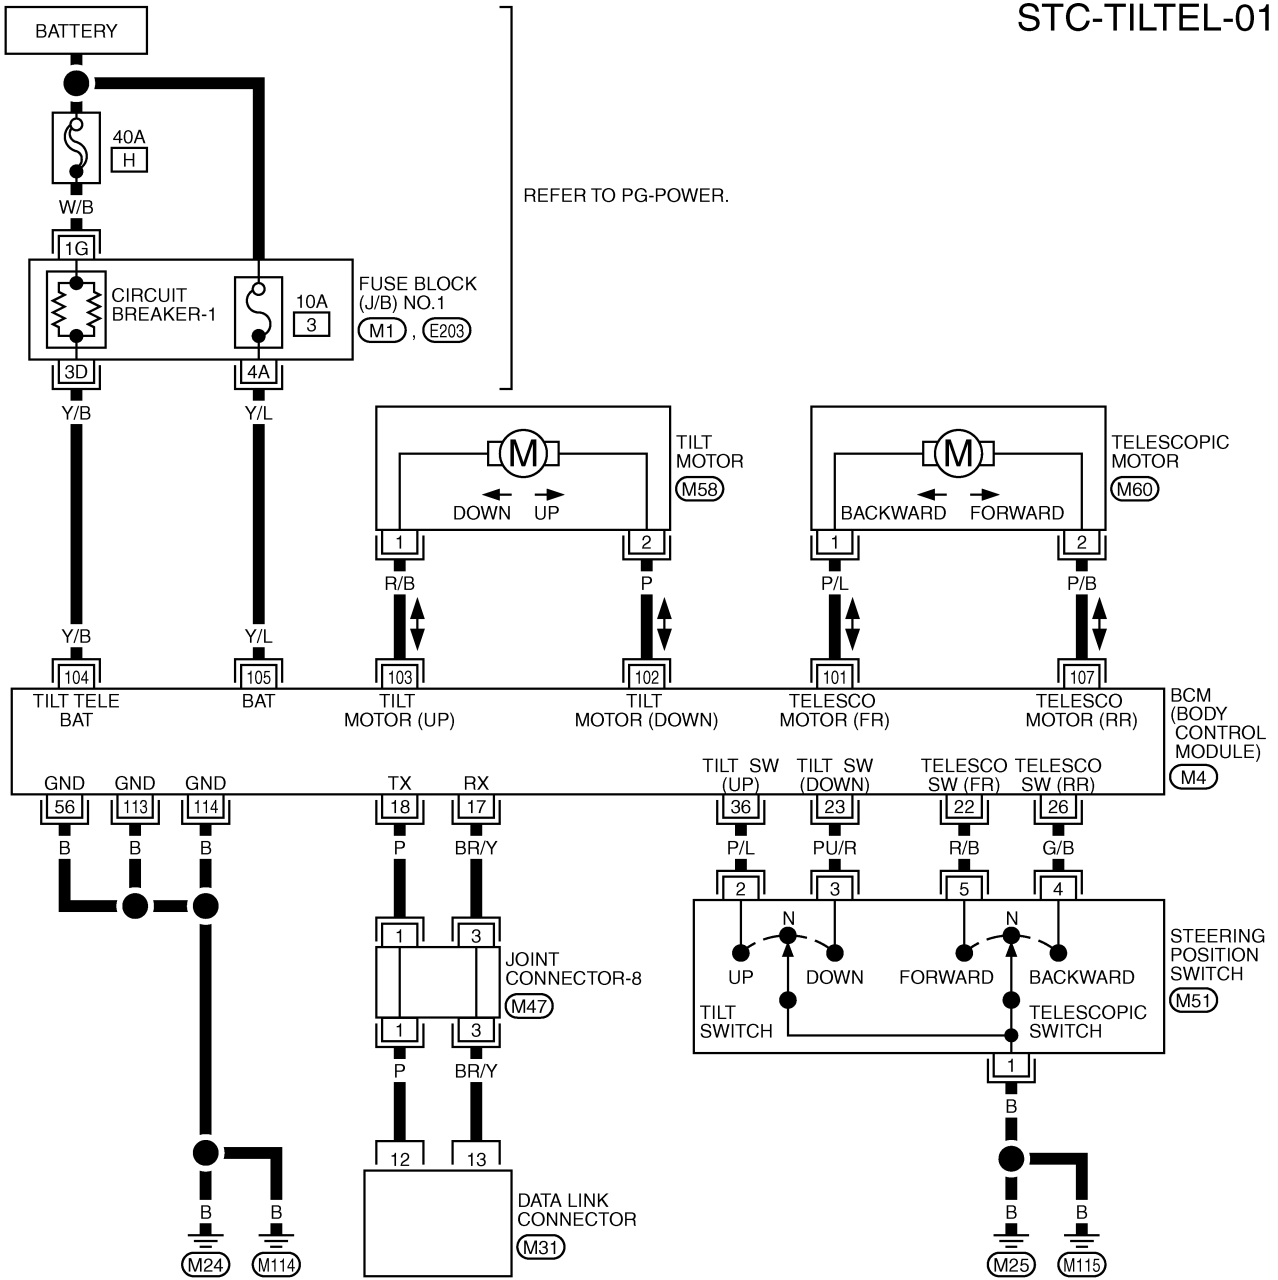 STC-TILTEL-01
BATTERY
40A
H
REFER TO PG-POWER.
W/B
1G
CIRCUIT
BREAKER-1
10A
3
FUSE BLOCK
(J/B) NO.1
M1 , E203
3D
4A
Y/B
Y/L
M
TILT
MOTOR
M58
DOWN
UP
M
TELESCOPIC
MOTOR
M60
BACKWARD
FORWARD
1
2
1
2
R/B
P
P/L
P/B
Y/B
Y/L
104
105
103
102
101
107
TILT TELE
BAT
BAT
TILT
MOTOR (UP)
TILT
MOTOR (DOWN)
TELESCO
MOTOR (FR)
TELESCO
MOTOR (RR)
BCM
(BODY
CONTROL
MODULE)
M4
GND
GND
GND
TX
RX
TILT SW
(UP)
TILT SW
(DOWN)
TELESCO
SW (FR)
TELESCO
SW (RR)
56
113
114
18
17
36
23
22
26
B
B
B
P
BR/Y
P/L
PU/R
R/B
G/B
2
3
5
4
1
3
JOINT
CONNECTOR-8
M47
1
3
N
UP
DOWN
TILT
SWITCH
N
FORWARD
BACKWARD
TELESCOPIC
SWITCH
STEERING
POSITION
SWITCH
M51
1
P
BR/Y
B
12
13
DATA LINK
CONNECTOR
M31
B
B
B
B
M24
M114
M25
M115